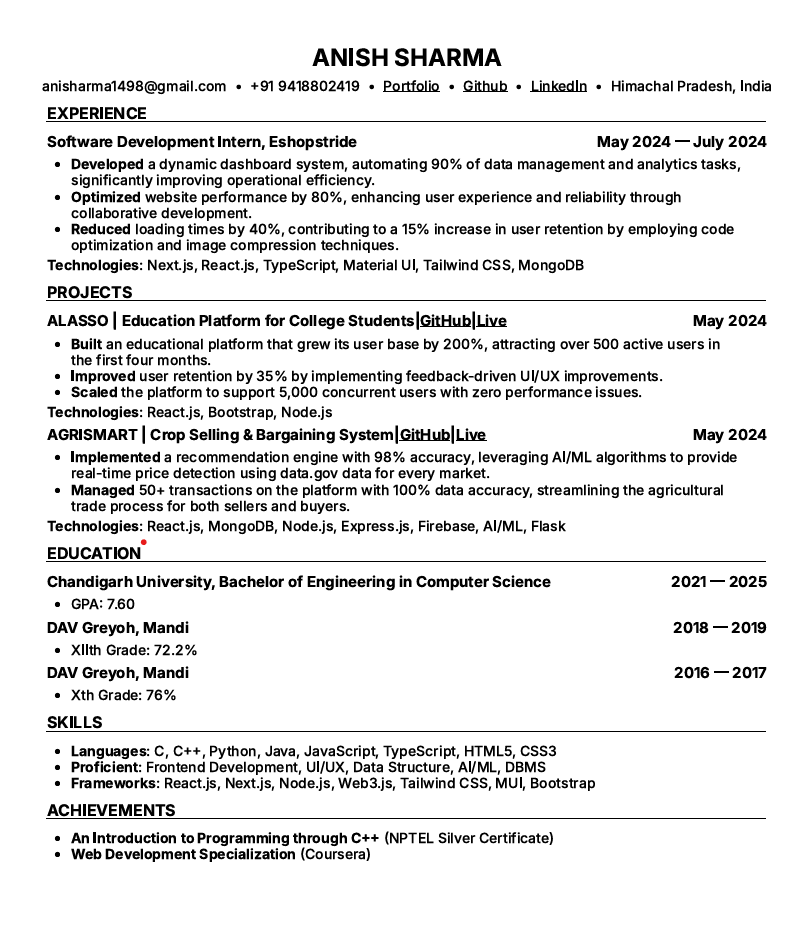 ANISH SHARMA
anisharma1498@gmail.com • +91 9418802419 • Portfolio • Github • LinkedIn • Himachal Pradesh, India
EXPERIENCE
Software Development Intern, Eshopstride May 2024 — July 2024
• Developed a dynamic dashboard system, automating 90% of data management and analytics tasks,
significantly improving operational efficiency.
• Optimized website performance by 80%, enhancing user experience and reliability through
collaborative development.
• Reduced loading times by 40%, contributing to a 15% increase in user retention by employing code
optimization and image compression techniques.
Technologies: Next.js, React.js, TypeScript, Material UI, Tailwind CSS, MongoDB
PROJECTS
ALASSO | Education Platform for College Students|GitHub|Live May 2024
• Built an educational platform that grew its user base by 200%, attracting over 500 active users in
the first four months.
• Improved user retention by 35% by implementing feedback-driven UI/UX improvements.
• Scaled the platform to support 5,000 concurrent users with zero performance issues.
Technologies: React.js, Bootstrap, Node.js
AGRISMART | Crop Selling & Bargaining System|GitHub|Live May 2024
• Implemented a recommendation engine with 98% accuracy, leveraging AI/ML algorithms to provide
real-time price detection using data.gov data for every market.
• Managed 50+ transactions on the platform with 100% data accuracy, streamlining the agricultural
trade process for both sellers and buyers.
Technologies: React.js, MongoDB, Node.js, Express.js, Firebase, AI/ML, Flask
EDUCATION
Chandigarh University, Bachelor of Engineering in Computer Science 2021 — 2025
• GPA: 7.60
DAV Greyoh, Mandi 2018 — 2019
• XIIth Grade: 72.2%
DAV Greyoh, Mandi 2016 — 2017
• Xth Grade: 76%
SKILLS
• Languages: C, C++, Python, Java, JavaScript, TypeScript, HTML5, CSS3
• Proficient: Frontend Development, UI/UX, Data Structure, AI/ML, DBMS
• Frameworks: React.js, Next.js, Node.js, Web3.js, Tailwind CSS, MUI, Bootstrap
ACHIEVEMENTS
• An Introduction to Programming through C++ (NPTEL Silver Certificate)
• Web Development Specialization (Coursera)